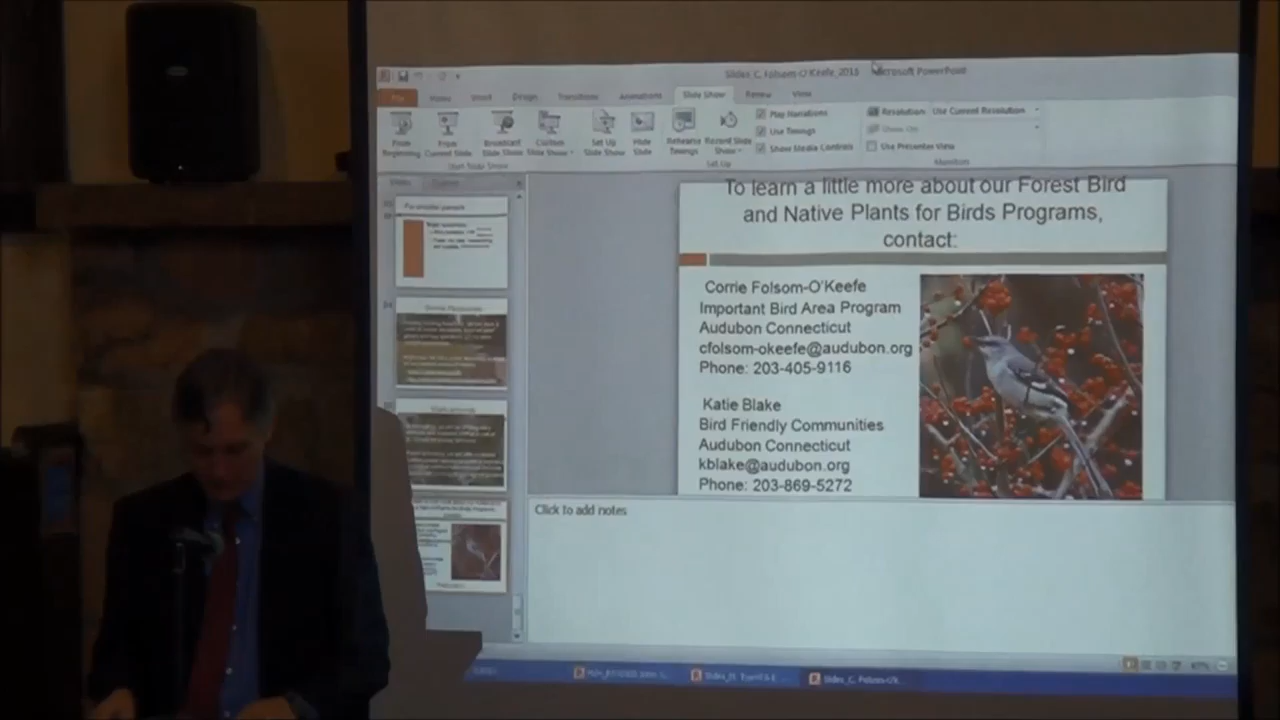 Slides_C. Folsom-O'Keefe_2015 Microsoft PowerPoint
File Home Insert Design Transitions Animations Slide Show Review View
From Beginning
From Current Slide
Broadcast Slide Show
Custom Slide Show
Set Up Slide Show
Hide Slide
Rehearse Timings
Record Slide Show
Play Narrations
Use Timings
Show Media Controls
Resolution: Use Current Resolution
Show On:
Use Presenter View
Start Slide Show
Set Up
Monitors
To learn a little more about our Forest Bird
and Native Plants for Birds Programs,
contact:
Corrie Folsom-O'Keefe
Important Bird Area Program
Audubon Connecticut
cfolsom-okeefe@audubon.org
Phone: 203-405-9116
Katie Blake
Bird Friendly Communities
Audubon Connecticut
kblake@audubon.org
Phone: 203-869-5272
Click to add notes
Slides_C. Folsom-O'K...